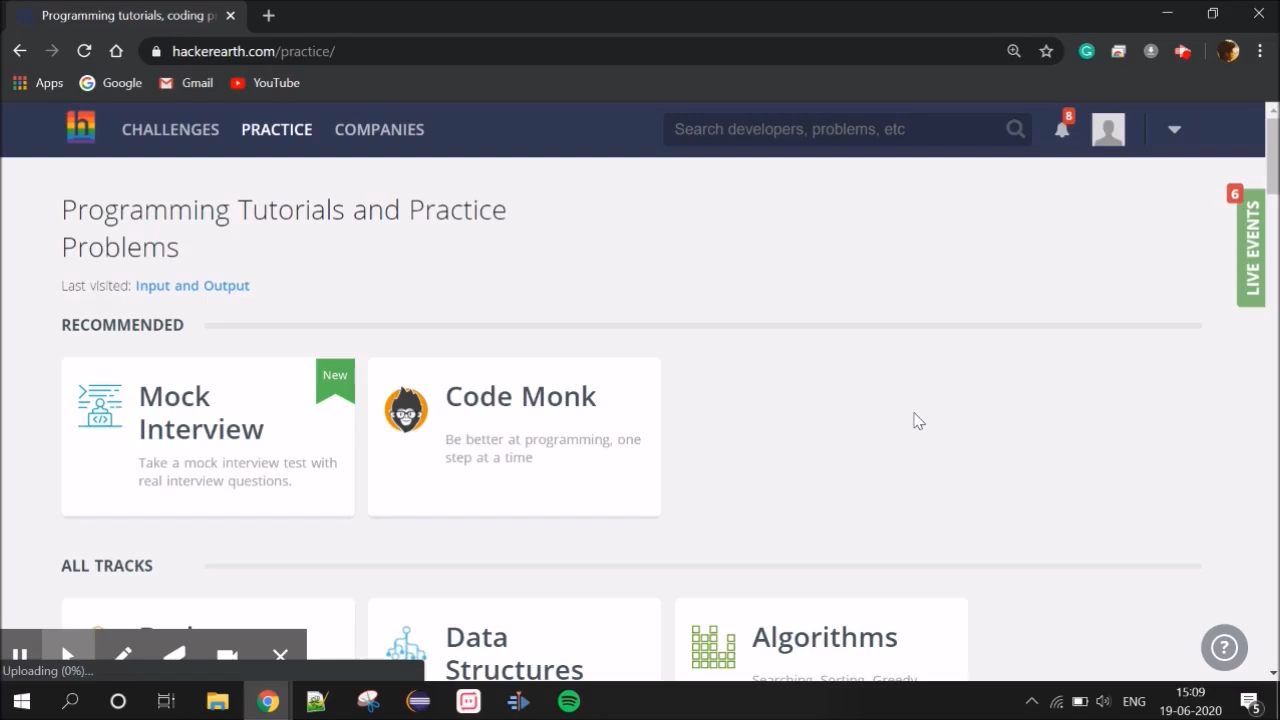 Programming tutorials, coding p
hackerearth.com/practice/
Apps Google Gmail YouTube
h CHALLENGES PRACTICE COMPANIES Search developers, problems, etc 8
6
LIVE EVENTS
Programming Tutorials and Practice
Problems
Last visited: Input and Output
RECOMMENDED
New
Mock
Interview
Take a mock interview test with
real interview questions.
Code Monk
Be better at programming, one
step at a time
ALL TRACKS
Data
Structures
Algorithms
Searching, Sorting, Greedy
Uploading (0%)...
ENG
15:09
19-06-2020
5